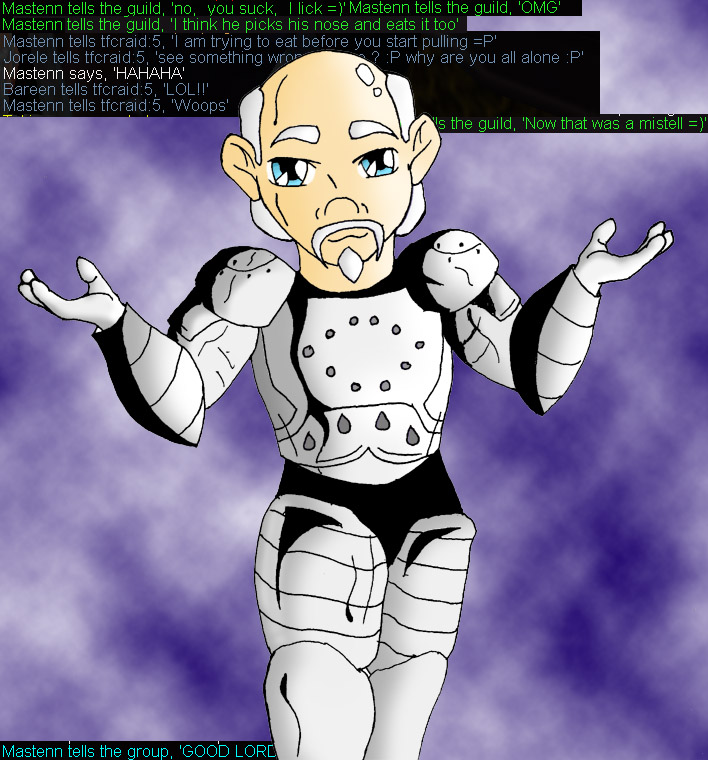 Mastenn tells the guild, 'no, you suck, I lick =)' Mastenn tells the guild, 'OMG'
Mastenn tells the guild, 'I think he picks his nose and eats it too'
Mastenn tells tfcraid:5, 'I am trying to eat before you start pulling =P'
Jorele tells tfcraid:5, 'see something ? :P why are you all alone :P'
Mastenn says, 'HAHAHA'
Bareen tells tfcraid:5, 'LOL!!'
Mastenn tells tfcraid:5, 'Woops'
the guild, 'Now that was a mistell =)'
Mastenn tells the group, 'GOOD LORD